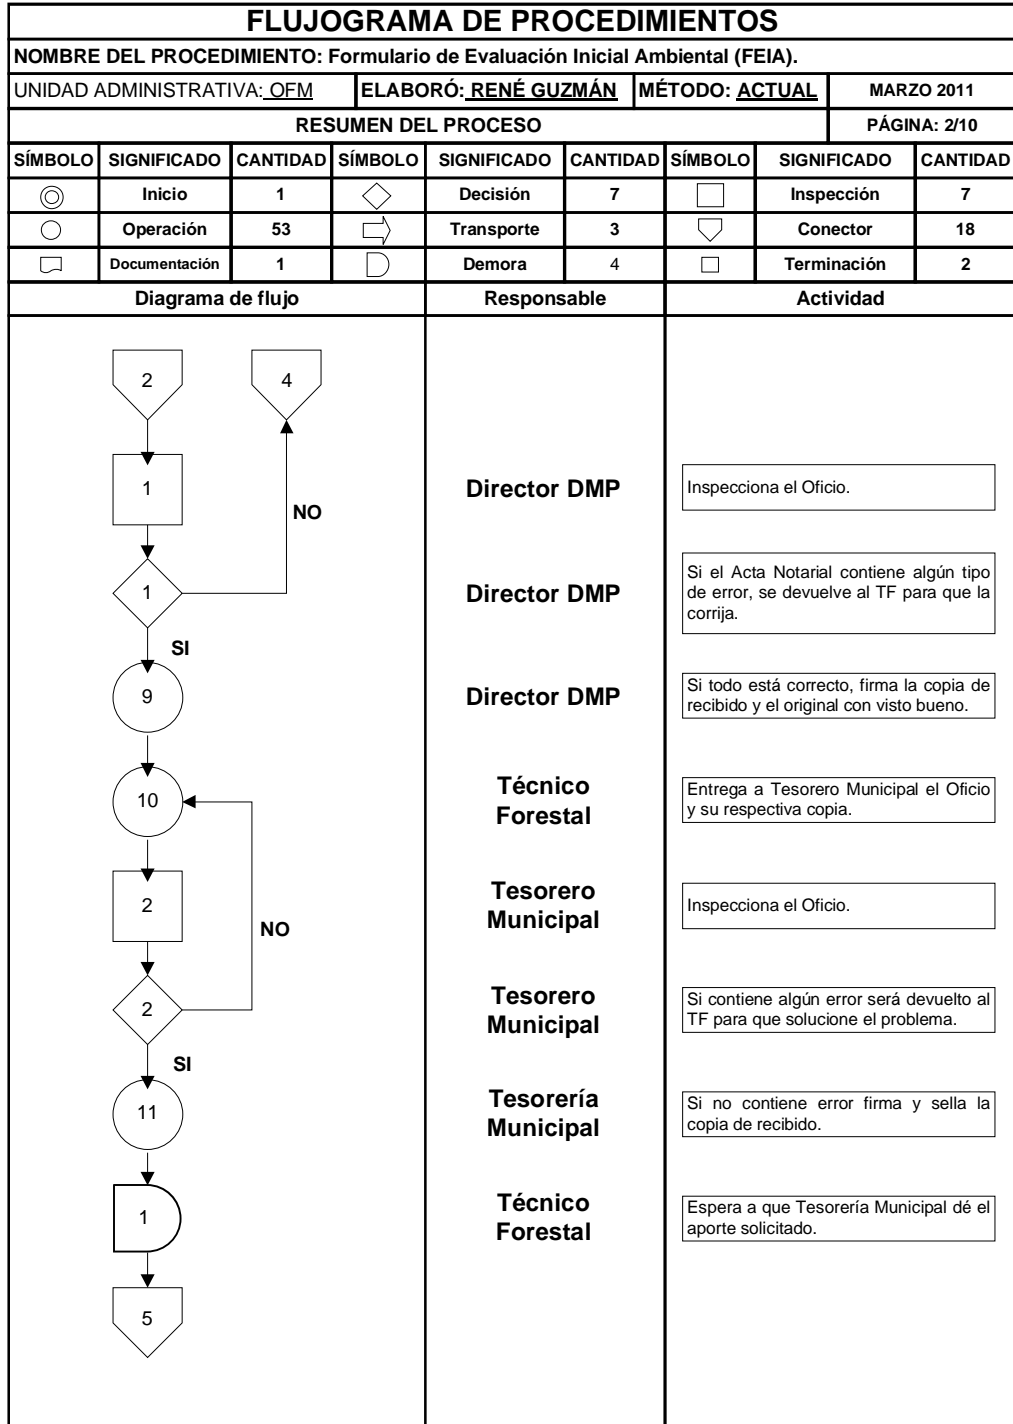 FLUJOGRAMA DE PROCEDIMIENTOS
NOMBRE DEL PROCEDIMIENTO: Formulario de Evaluación Inicial Ambiental (FEIA).
UNIDAD ADMINISTRATIVA: OFM ELABORÓ: RENÉ GUZMÁN MÉTODO: ACTUAL MARZO 2011
RESUMEN DEL PROCESO PÁGINA: 2/10
SÍMBOLO SIGNIFICADO CANTIDAD SÍMBOLO SIGNIFICADO CANTIDAD SÍMBOLO SIGNIFICADO CANTIDAD
Inicio 1 Decisión 7 Inspección 7
Operación 53 Transporte 3 Conector 18
Documentación 1 Demora 4 Terminación 2
Diagrama de flujo Responsable Actividad
2 4
1
NO
Director DMP
Inspecciona el Oficio.
1
Director DMP
Si el Acta Notarial contiene algún tipo
de error, se devuelve al TF para que la
corrija.
SI
9
Director DMP
Si todo está correcto, firma la copia de
recibido y el original con visto bueno.
10
Técnico
Forestal
Entrega a Tesorero Municipal el Oficio
y su respectiva copia.
2
NO
Tesorero
Municipal
Inspecciona el Oficio.
2
Tesorero
Municipal
Si contiene algún error será devuelto al
TF para que solucione el problema.
SI
11
Tesorería
Municipal
Si no contiene error firma y sella la
copia de recibido.
1
Técnico
Forestal
Espera a que Tesorería Municipal dé el
aporte solicitado.
5